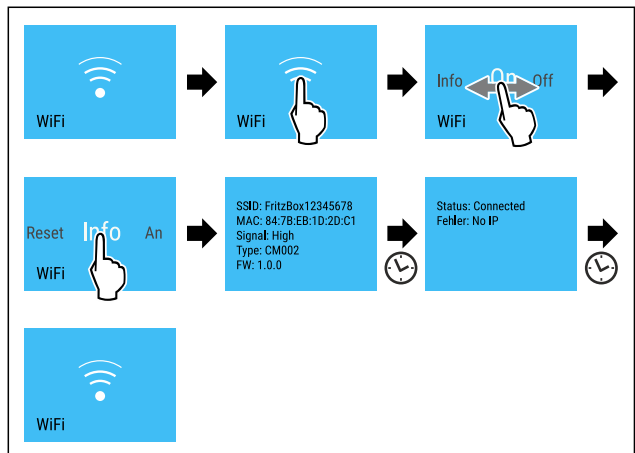 WiFi
WiFi
Info On Off
WiFi
Reset Info An
WiFi
SSID: FritzBox12345678
MAC: 84:7B:EB:1D:2D:C1
Signal: High
Type: CM002
FW: 1.0.0
Status: Connected
Fehler: No IP
WiFi